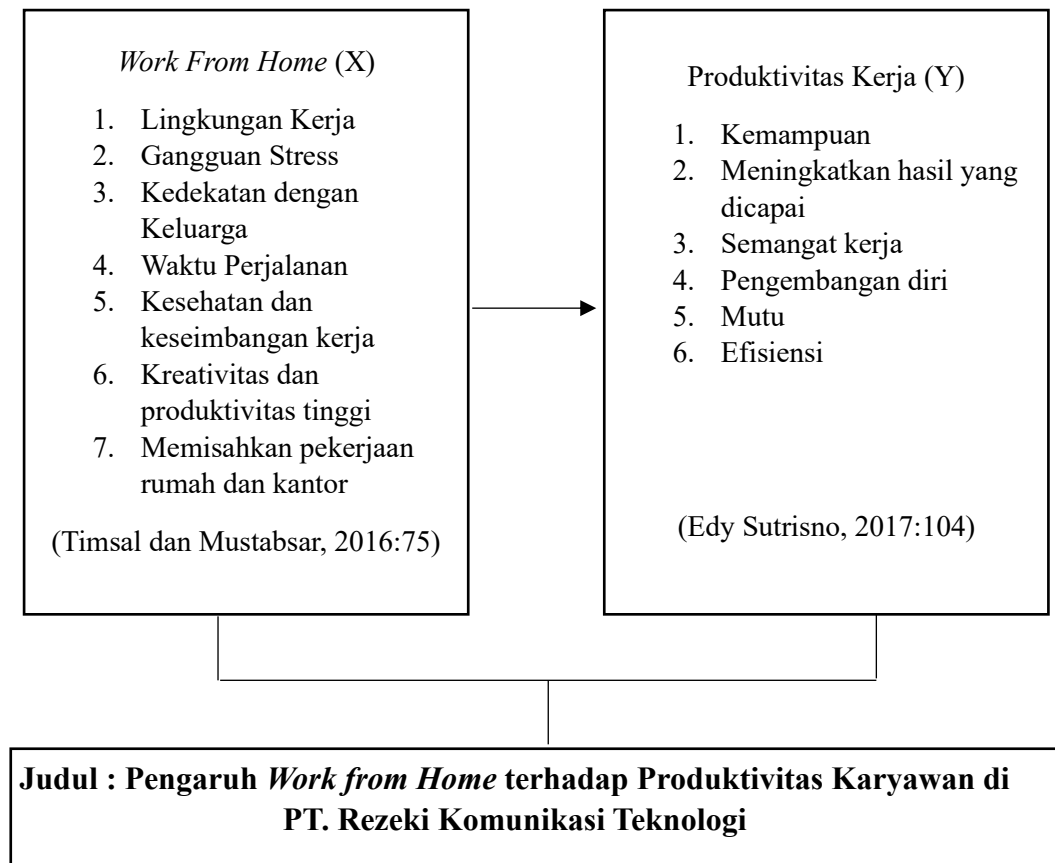 Work From Home (X)
1. Lingkungan Kerja
2. Gangguan Stress
3. Kedekatan dengan
Keluarga
4. Waktu Perjalanan
5. Kesehatan dan
keseimbangan kerja
6. Kreativitas dan
produktivitas tinggi
7. Memisahkan pekerjaan
rumah dan kantor
(Timsal dan Mustabsar, 2016:75)
Produktivitas Kerja (Y)
1. Kemampuan
2. Meningkatkan hasil yang
dicapai
3. Semangat kerja
4. Pengembangan diri
5. Mutu
6. Efisiensi
(Edy Sutrisno, 2017:104)
Judul : Pengaruh Work from Home terhadap Produktivitas Karyawan di
PT. Rezeki Komunikasi Teknologi